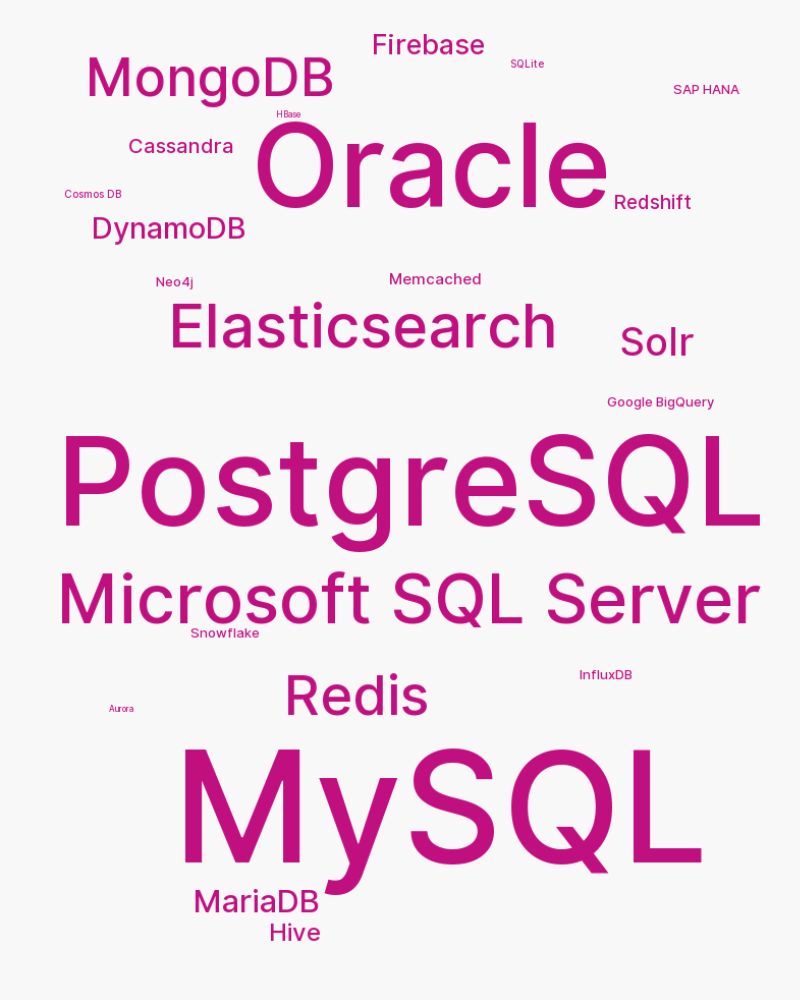 Firebase
MongoDB
SQLite
SAP HANA
HBase
Cassandra
Oracle
Cosmos DB
Redshift
DynamoDB
Neo4j
Memcached
Elasticsearch
Solr
Google BigQuery
PostgreSQL
Microsoft SQL Server
Snowflake
InfluxDB
Redis
Aurora
MySQL
MariaDB
Hive